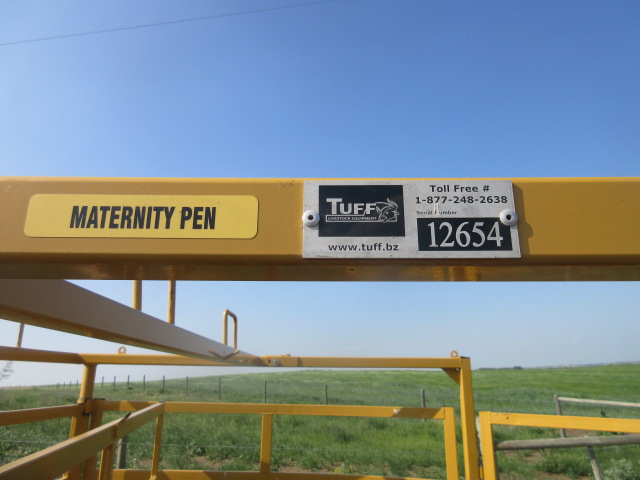 MATERNITY PEN
TUFF
LIVESTOCK EQUIPMENT
www.tuff.bz
Toll Free #
1-877-248-2638
Serial Number
12654